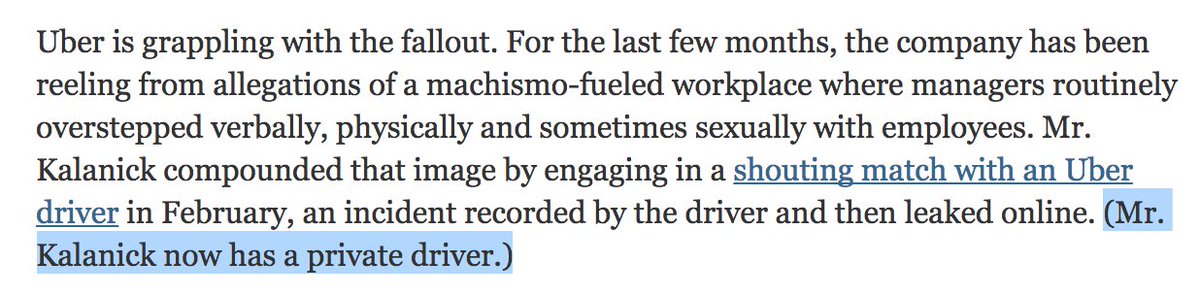 Uber is grappling with the fallout. For the last few months, the company has been
reeling from allegations of a machismo-fueled workplace where managers routinely
overstepped verbally, physically and sometimes sexually with employees. Mr.
Kalanick compounded that image by engaging in a shouting match with an Uber
driver in February, an incident recorded by the driver and then leaked online. (Mr.
Kalanick now has a private driver.)